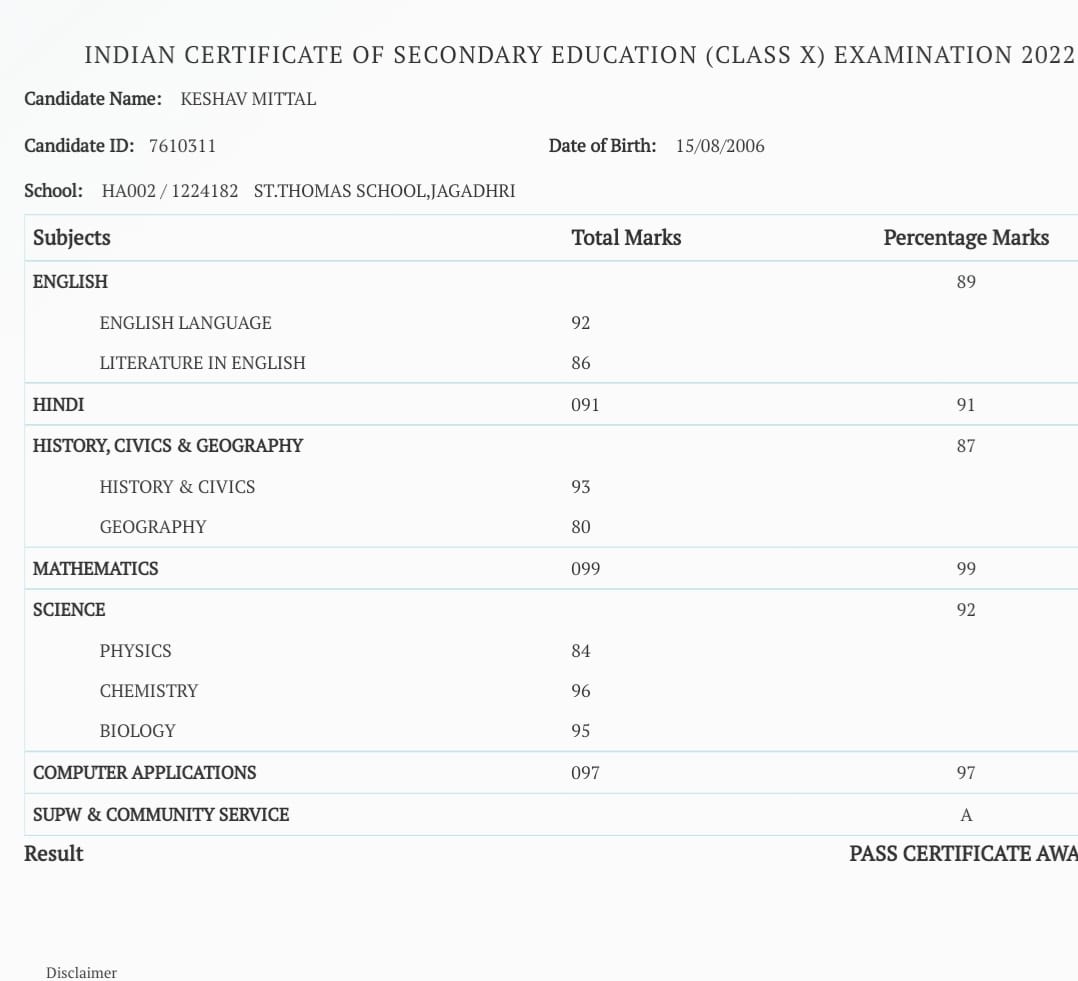 INDIAN CERTIFICATE OF SECONDARY EDUCATION (CLASS X) EXAMINATION 2022
Candidate Name: KESHAV MITTAL
Candidate ID: 7610311 Date of Birth: 15/08/2006
School: HA002 / 1224182 ST.THOMAS SCHOOL,JAGADHRI
Subjects Total Marks Percentage Marks
ENGLISH 89
ENGLISH LANGUAGE 92
LITERATURE IN ENGLISH 86
HINDI 091 91
HISTORY, CIVICS & GEOGRAPHY 87
HISTORY & CIVICS 93
GEOGRAPHY 80
MATHEMATICS 099 99
SCIENCE 92
PHYSICS 84
CHEMISTRY 96
BIOLOGY 95
COMPUTER APPLICATIONS 097 97
SUPW & COMMUNITY SERVICE A
Result PASS CERTIFICATE AWA
Disclaimer